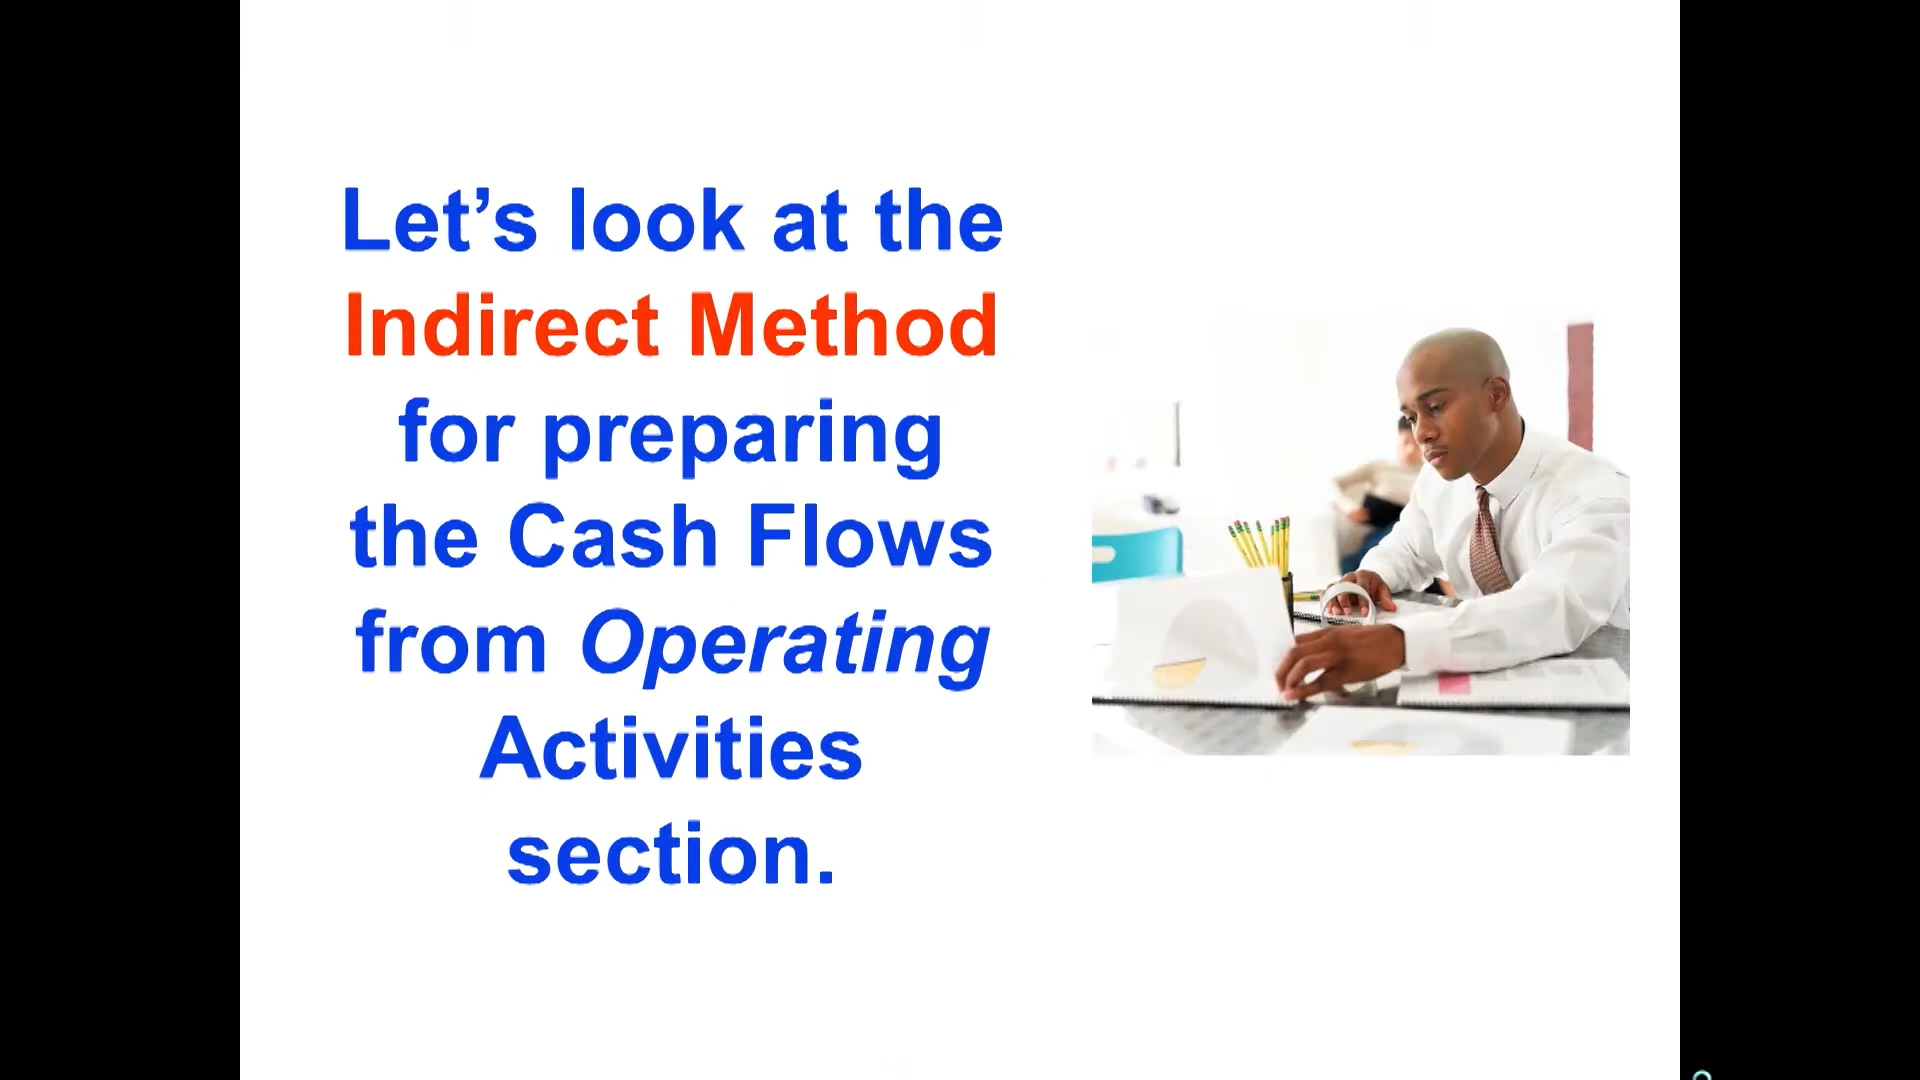 Let’s look at the
Indirect Method
for preparing
the Cash Flows
from Operating
Activities
section.